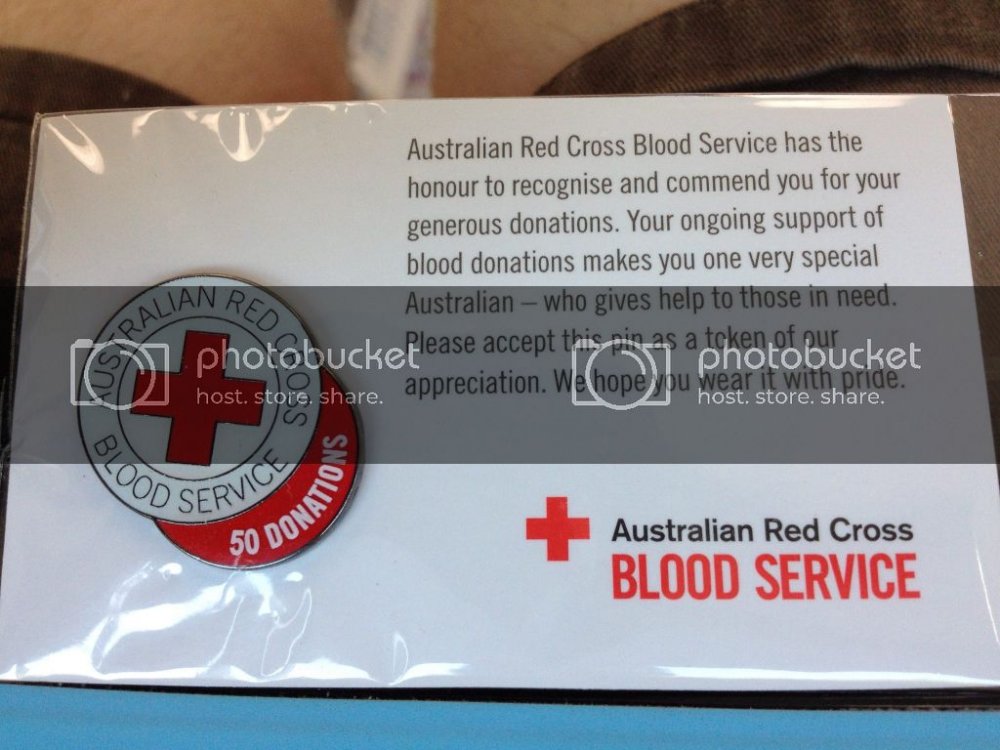 Australian Red Cross Blood Service has the
honour to recognise and commend you for your
generous donations. Your ongoing support of
blood donations makes you one very special
Australian – who gives help to those in need.
Please accept this pin as a token of our
appreciation. We hope you wear it with pride.
AUSTRALIAN RED CROSS
BLOOD SERVICE
50 DONATIONS
photobucket
host. store. share.
photobucket
host. store. share.
Australian Red Cross
BLOOD SERVICE